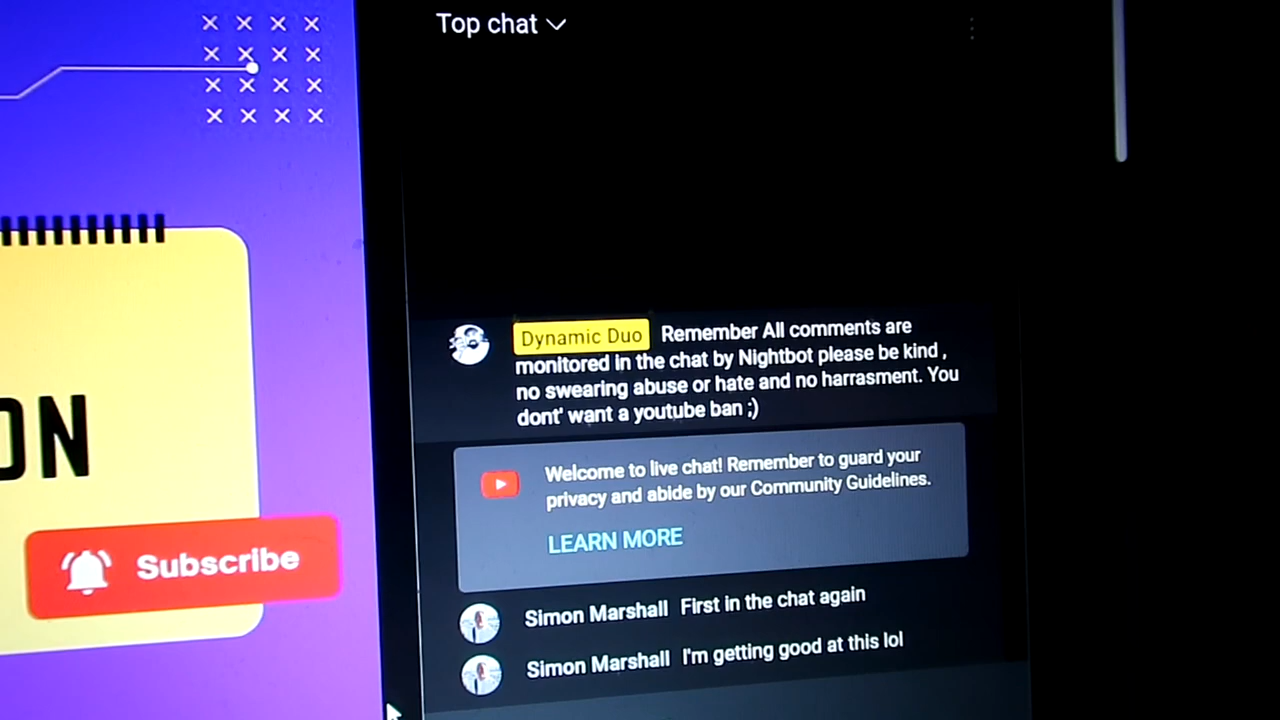 Top chat
Dynamic Duo Remember All comments are
monitored in the chat by Nightbot please be kind ,
no swearing abuse or hate and no harrasment. You
dont' want a youtube ban ;)
ON
Welcome to live chat! Remember to guard your
privacy and abide by our Community Guidelines.
LEARN MORE
Subscribe
Simon Marshall First in the chat again
Simon Marshall I'm getting good at this lol